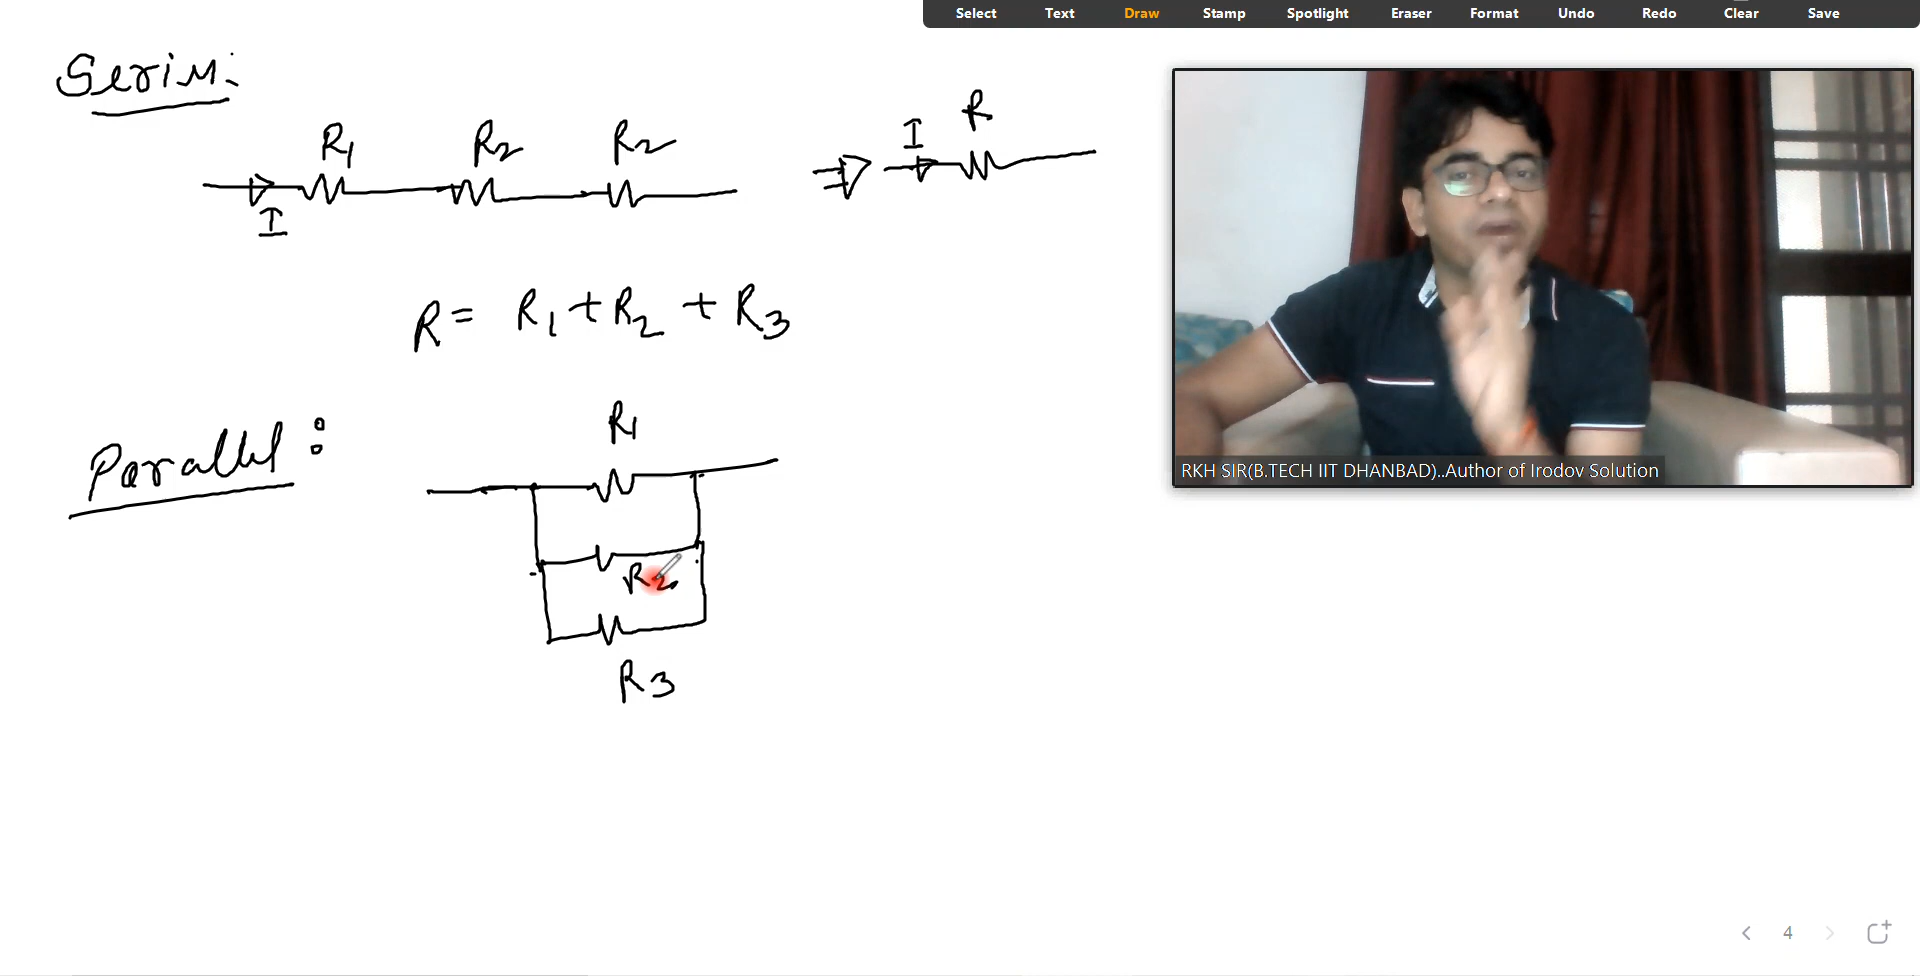 Select Text Draw Stamp Spotlight Eraser Format Undo Redo Clear Save
Series:
R1 R2 R2
I
I R
R = R1 + R2 + R3
Parallel:
R1
R2
R3
RKH SIR(B.TECH IIT DHANBAD)..Author of Irodov Solution
4